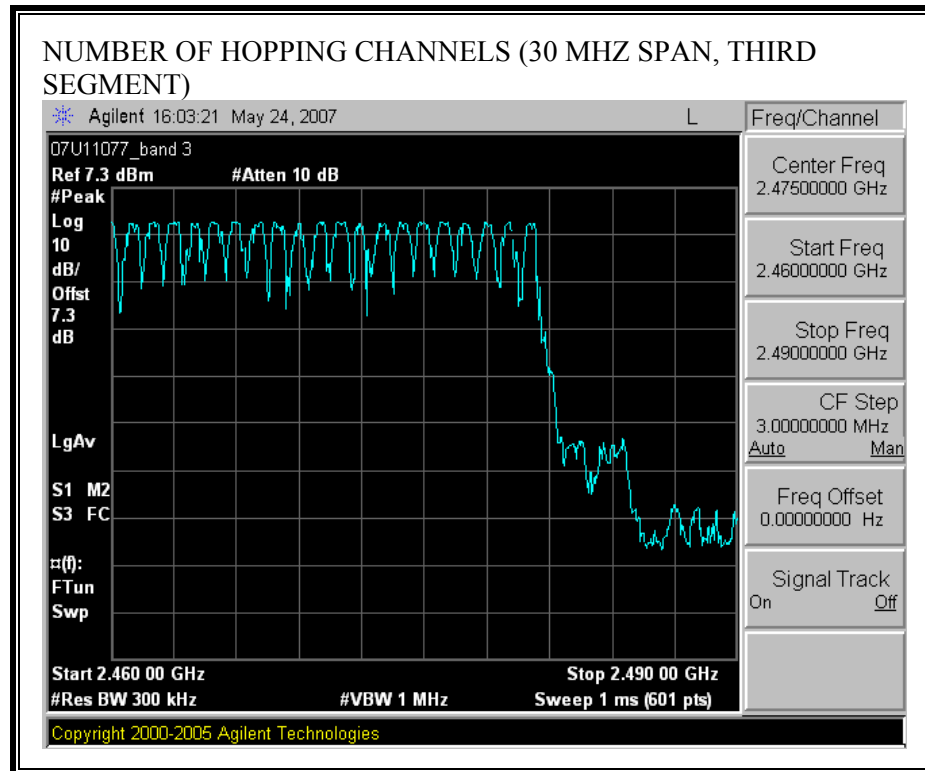 NUMBER OF HOPPING CHANNELS (30 MHZ SPAN, THIRD
SEGMENT)
Agilent 16:03:21 May 24, 2007 L
Freq/Channel
07U11077_band 3
Ref 7.3 dBm #Atten 10 dB
#Peak
Log
10
dB/
Offst
7.3
dB
LgAv
S1 M2
S3 FC
¤(f):
FTun
Swp
Start 2.460 00 GHz Stop 2.490 00 GHz
#Res BW 300 kHz #VBW 1 MHz Sweep 1 ms (601 pts)
Center Freq
2.47500000 GHz
Start Freq
2.46000000 GHz
Stop Freq
2.49000000 GHz
CF Step
3.00000000 MHz
Auto Man
Freq Offset
0.00000000 Hz
Signal Track
On Off
Copyright 2000-2005 Agilent Technologies